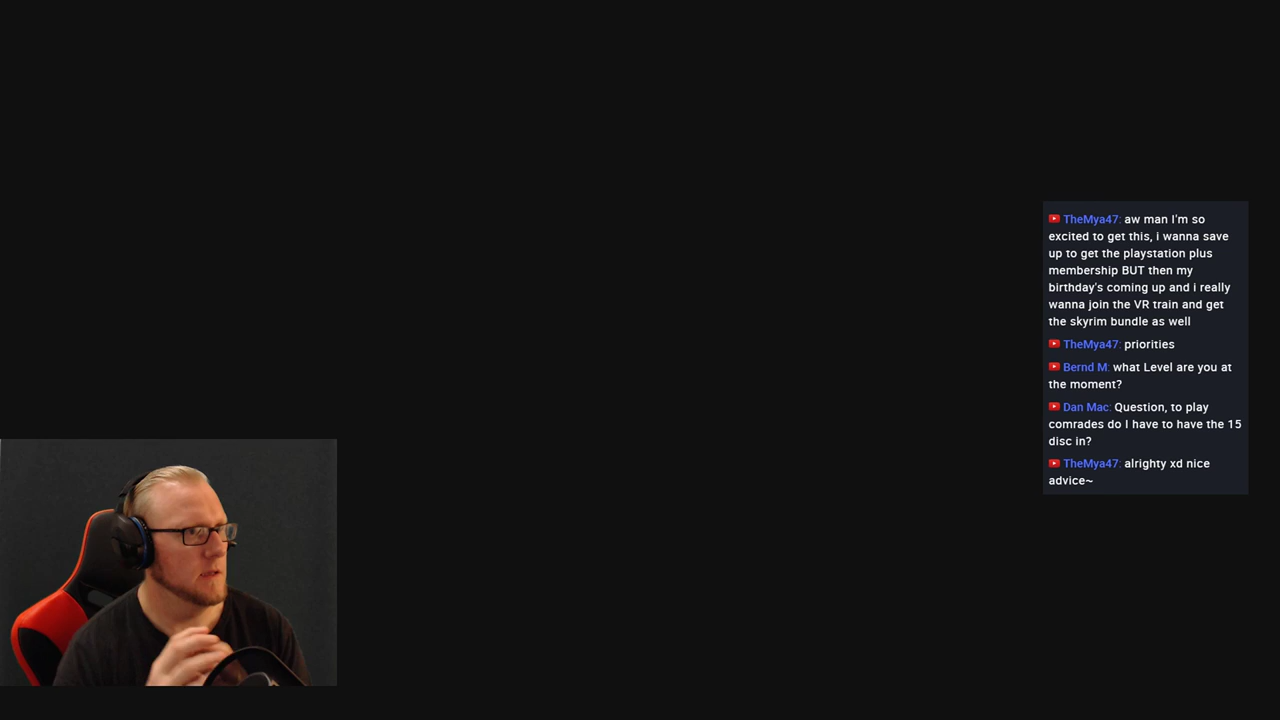 TheMya47: aw man I'm so
excited to get this, i wanna save
up to get the playstation plus
membership BUT then my
birthday's coming up and i really
wanna join the VR train and get
the skyrim bundle as well
TheMya47: priorities
Bernd M: what Level are you at
the moment?
Dan Mac: Question, to play
comrades do I have to have the 15
disc in?
TheMya47: alrighty xd nice
advice~